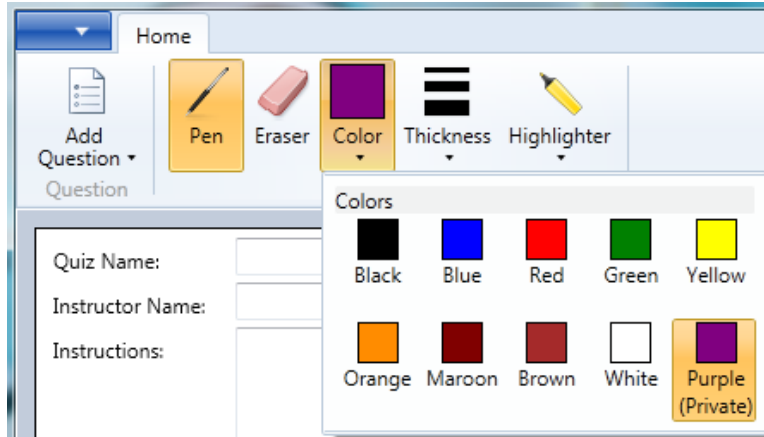 Home
Add
Question
Pen
Eraser
Color
Thickness
Highlighter
Question
Colors
Black
Blue
Red
Green
Yellow
Orange
Maroon
Brown
White
Purple
(Private)
Quiz Name:
Instructor Name:
Instructions: